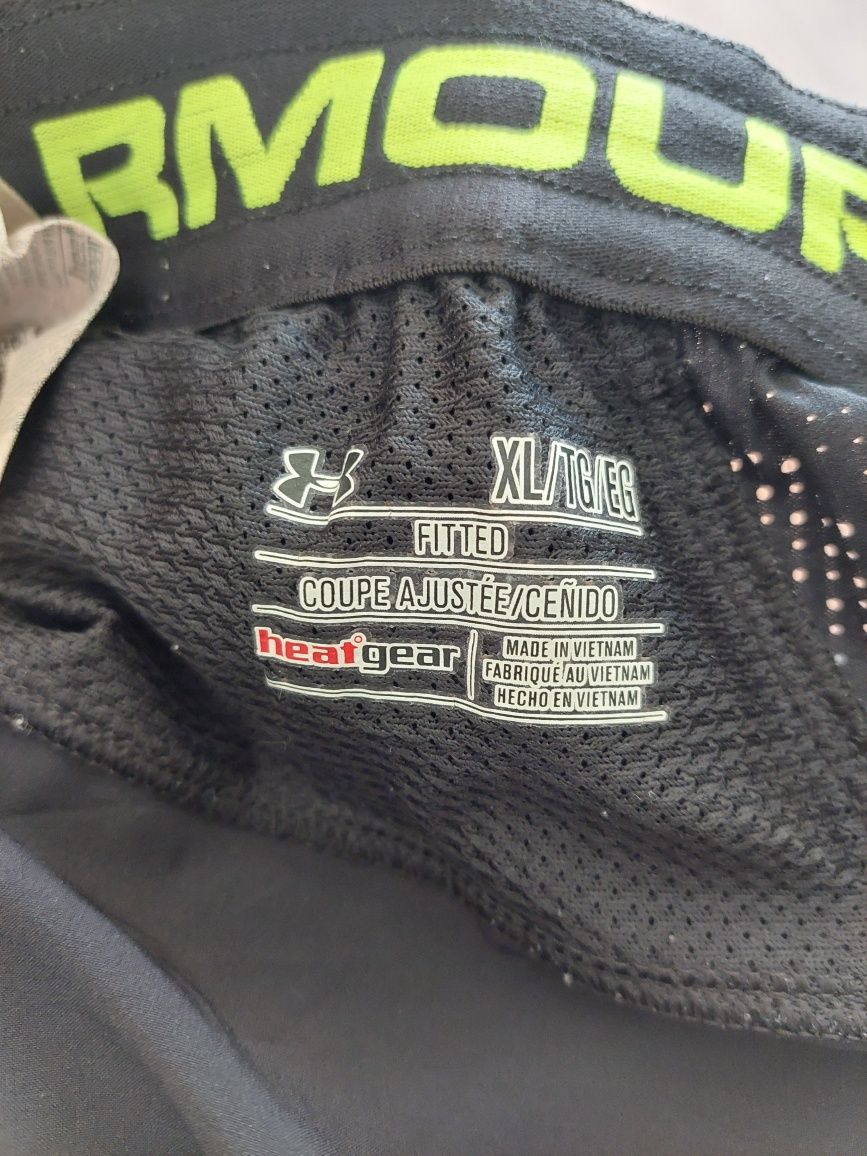 RMOUR
XL/TG/EG
FITTED
COUPE AJUSTÉE/CEÑIDO
heatgear
MADE IN VIETNAM
FABRIQUÉ AU VIETNAM
HECHO EN VIETNAM